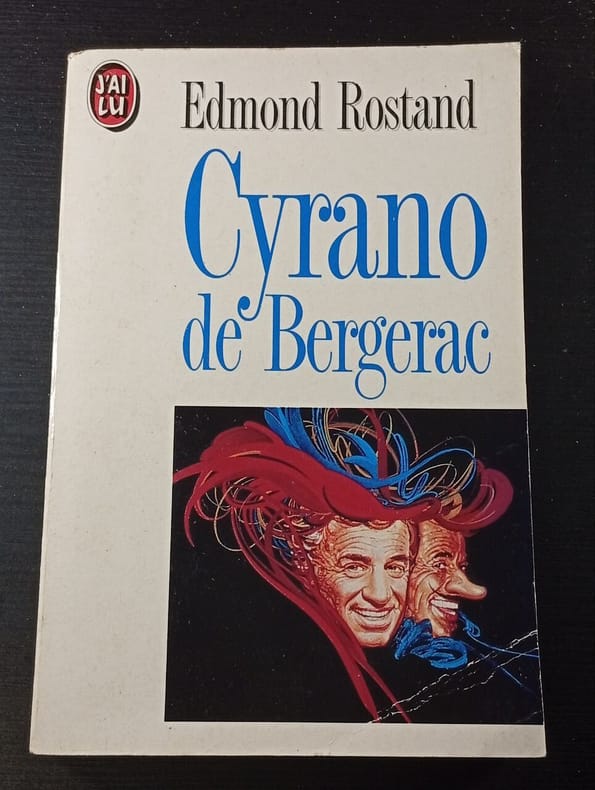 J'AI
LU
Edmond Rostand
Cyrano
de Bergerac